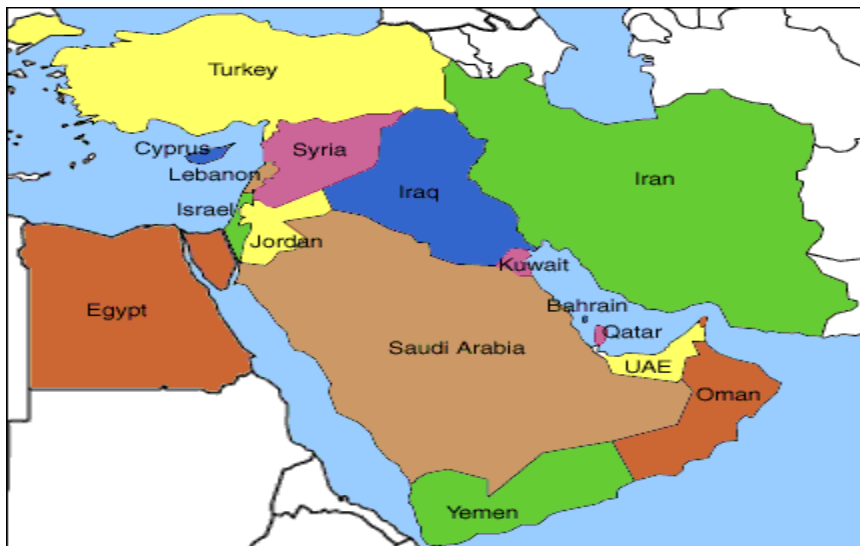 Turkey
Cyprus
Syria
Lebanon
Iran
Iraq
Israel
Jordan
Kuwait
Egypt
Bahrain
Qatar
Saudi Arabia
UAE
Oman
Yemen